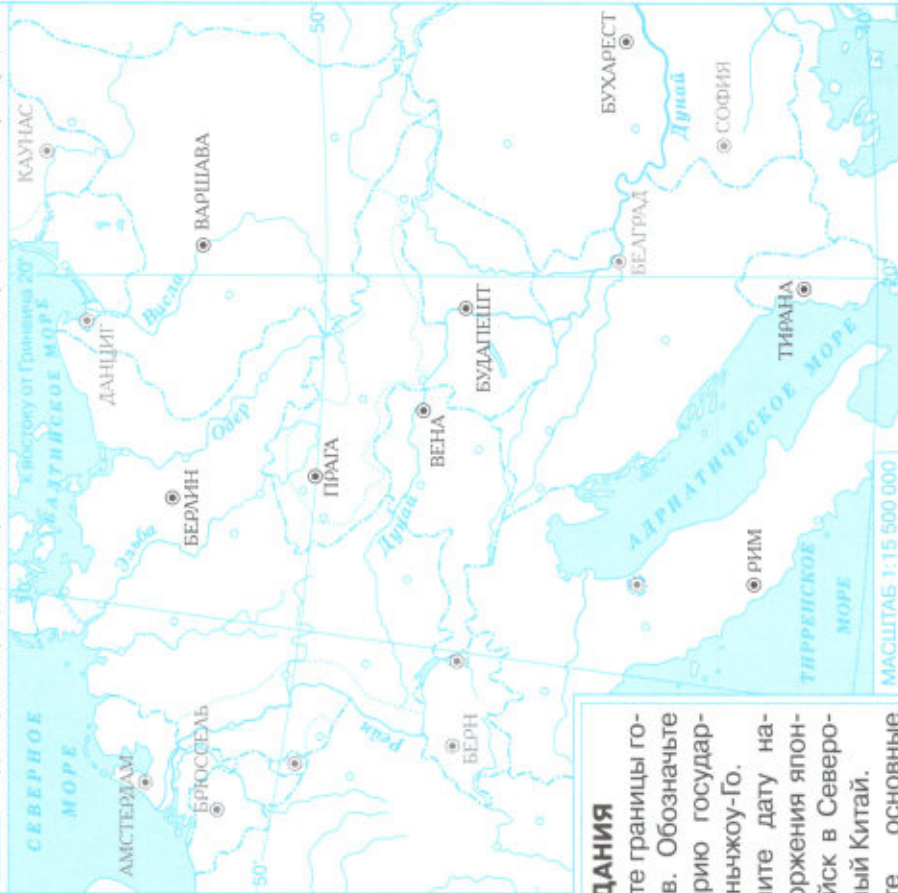 к востоку от Гринвича 20°
СЕВЕРНОЕ
МОРЕ
БАЛТИЙСКОЕ МОРЕ
КАУНАС
ДАНЦИГ
Висла
ВАРШАВА
АМСТЕРДАМ
Эльба
БЕРЛИН
Одер
БРЮССЕЛЬ
50°
50°
ПРАГА
Рейн
Дунай
ВЕНА
БЕРН
БУДАПЕШТ
БЕЛГРАД
БУХАРЕСТ
Дунай
СОФИЯ
АДРИАТИЧЕСКОЕ МОРЕ
РИМ
ТИРАНА
ТИРРЕНСКОЕ
МОРЕ
20°
МАСШТАБ 1:15 500 000
ДАНИЯ
те границы го-
в. Обозначьте
рию государ-
ньчжоу-Го.
ите дату на-
оржения япон-
йск в Северо-
ный Китай.
те основные